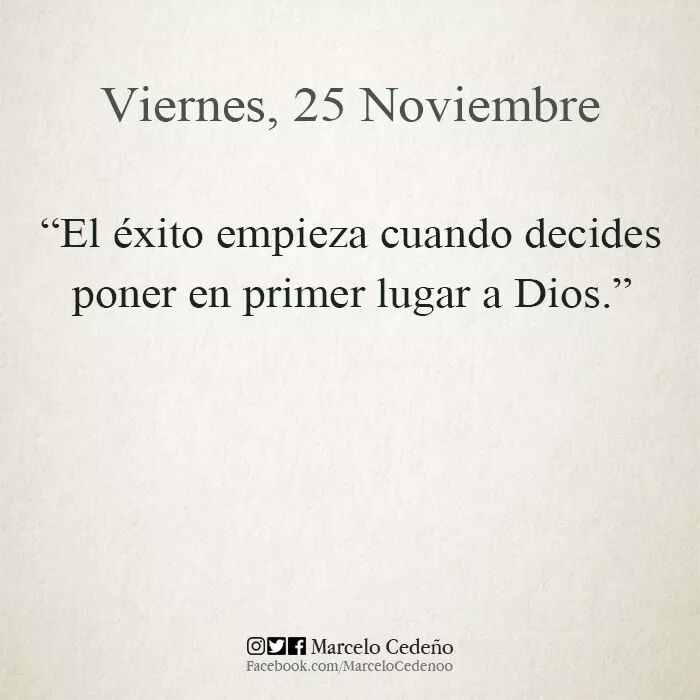 Viernes, 25 Noviembre
“El éxito empieza cuando decides
poner en primer lugar a Dios.”
Marcelo Cedeño
Facebook.com/MarceloCedenoo